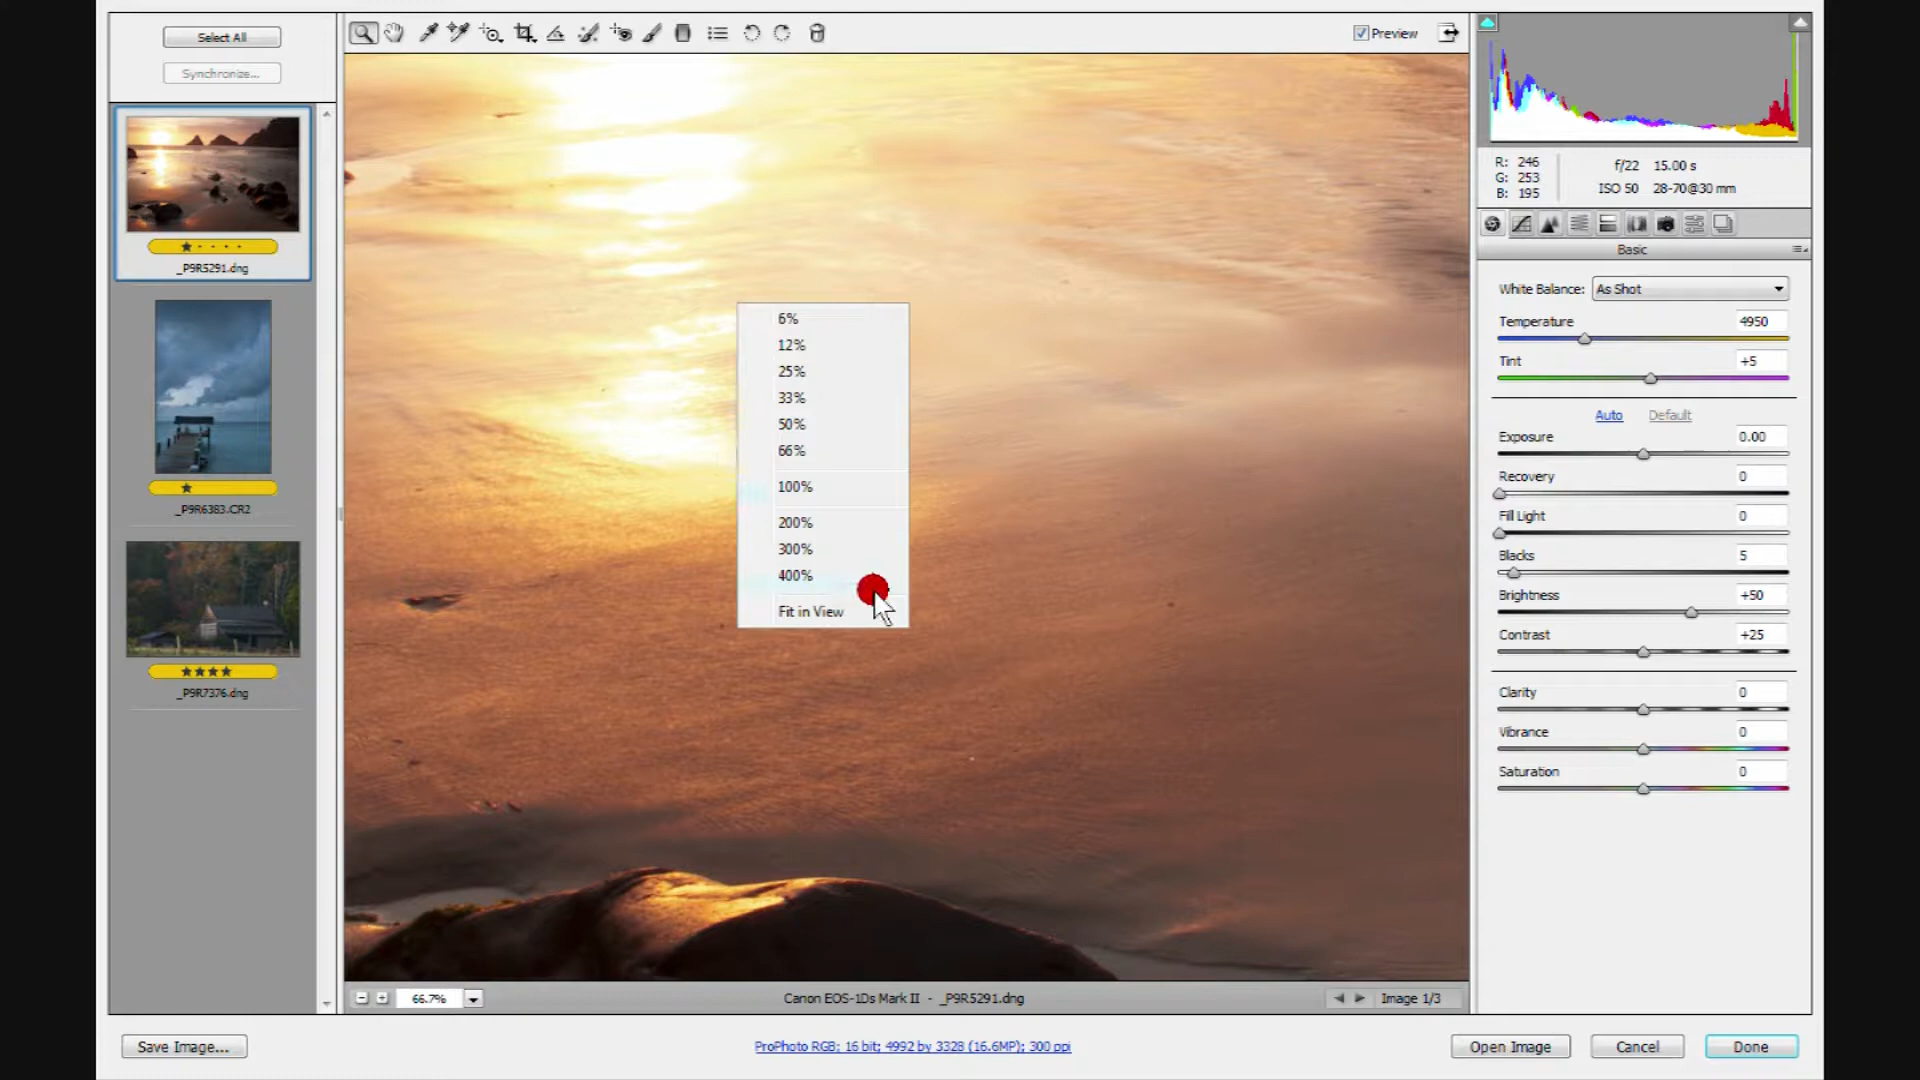 Select All
Synchronize...
_P9R5291.dng
_P9R6383.CR2
_P9R7376.dng
Preview
6%
12%
25%
33%
50%
66%
100%
200%
300%
400%
Fit in View
R: 246
G: 253
B: 195
f/22 15.00 s
ISO 50 28-70@30 mm
Basic
White Balance: As Shot
Temperature 4950
Tint +5
Auto Default
Exposure 0.00
Recovery 0
Fill Light 0
Blacks 5
Brightness +50
Contrast +25
Clarity 0
Vibrance 0
Saturation 0
66.7%
Canon EOS-1Ds Mark II - _P9R5291.dng
Image 1/3
Save Image...
ProPhoto RGB; 16 bit; 4992 by 3328 (16.6MP); 300 ppi
Open Image
Cancel
Done